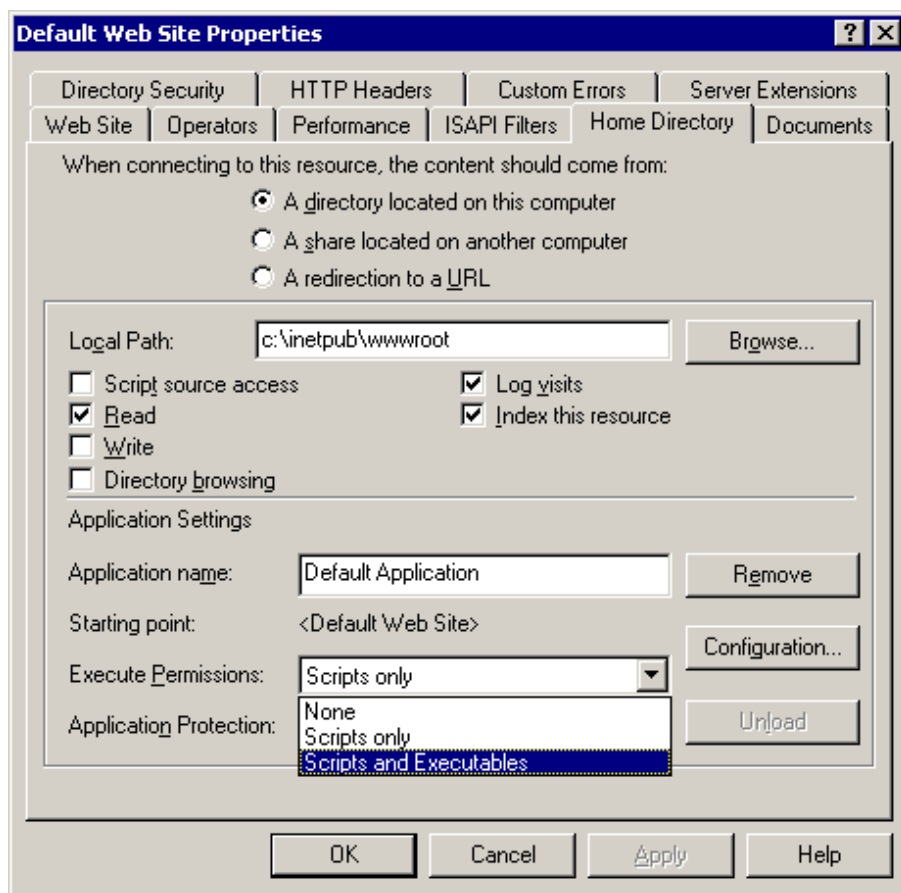 Default Web Site Properties
Directory Security HTTP Headers Custom Errors Server Extensions
Web Site Operators Performance ISAPI Filters Home Directory Documents
When connecting to this resource, the content should come from:
A directory located on this computer
A share located on another computer
A redirection to a URL
Local Path: c:\inetpub\wwwroot Browse...
Script source access Log visits
Read Index this resource
Write
Directory browsing
Application Settings
Application name: Default Application Remove
Starting point: <Default Web Site>
Configuration...
Execute Permissions: Scripts only
None
Application Protection: Scripts only Unload
Scripts and Executables
OK Cancel Apply Help